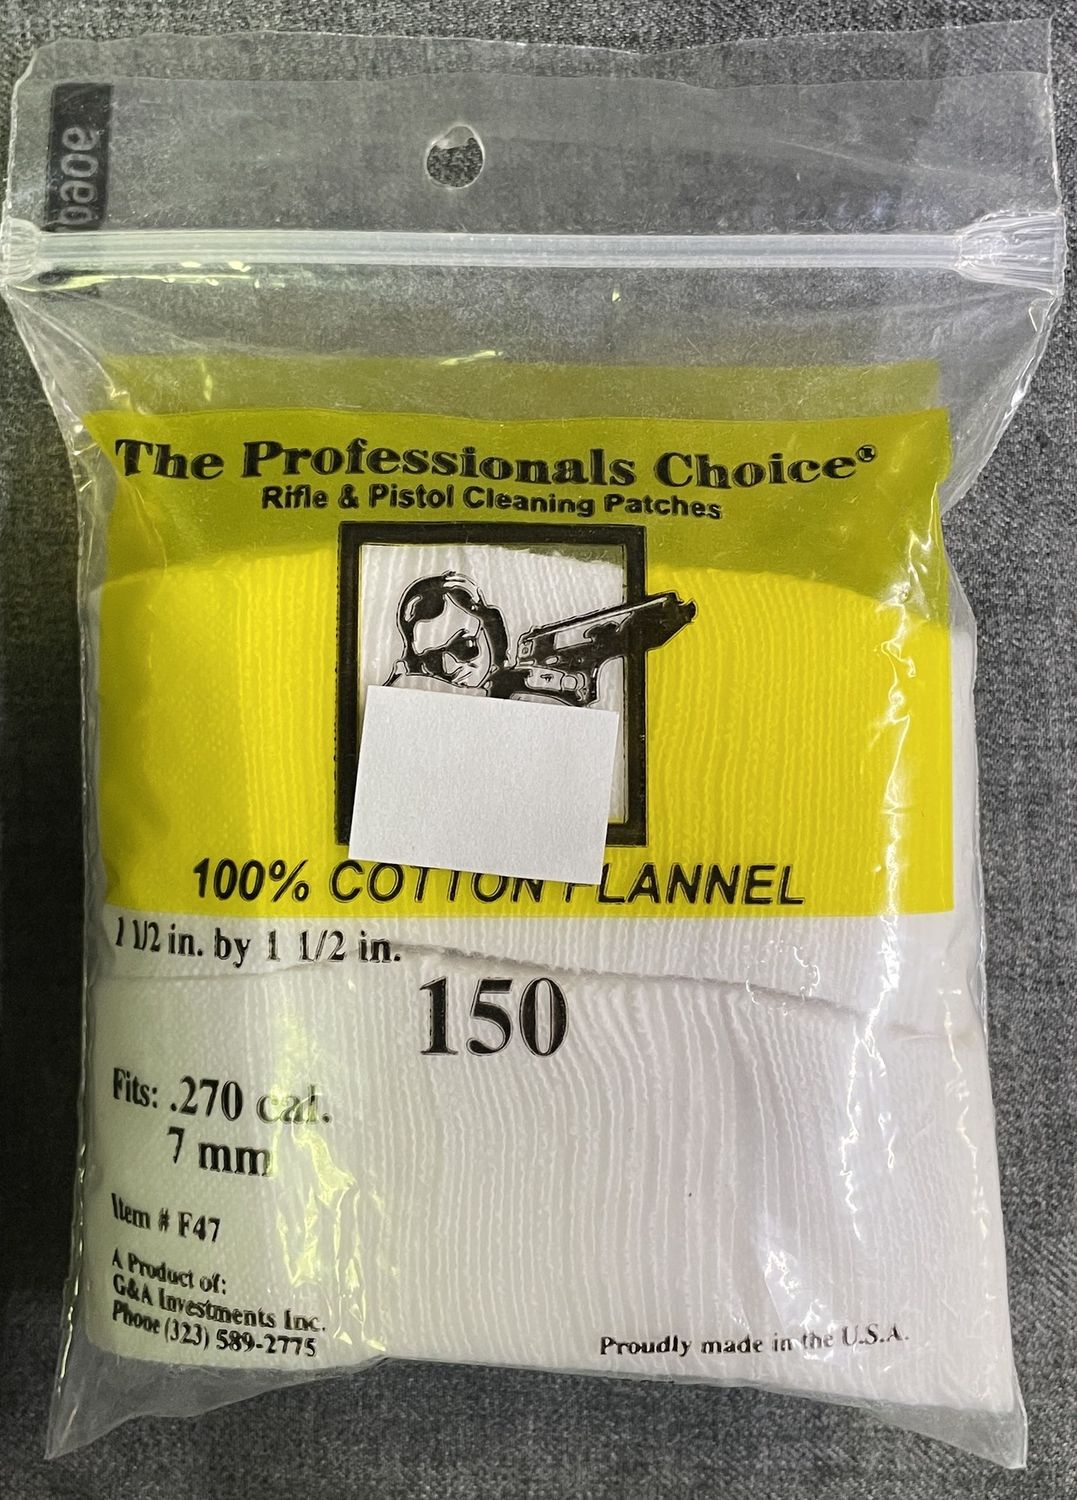 The Professionals Choice®
Rifle & Pistol Cleaning Patches
100% COTTON FLANNEL
1 1/2 in. by 1 1/2 in.
150
Fits: .270 cal.
7 mm
Item # F47
A Product of:
G&A Investments Inc.
Phone (323) 589-2775
Proudly made in the U.S.A.